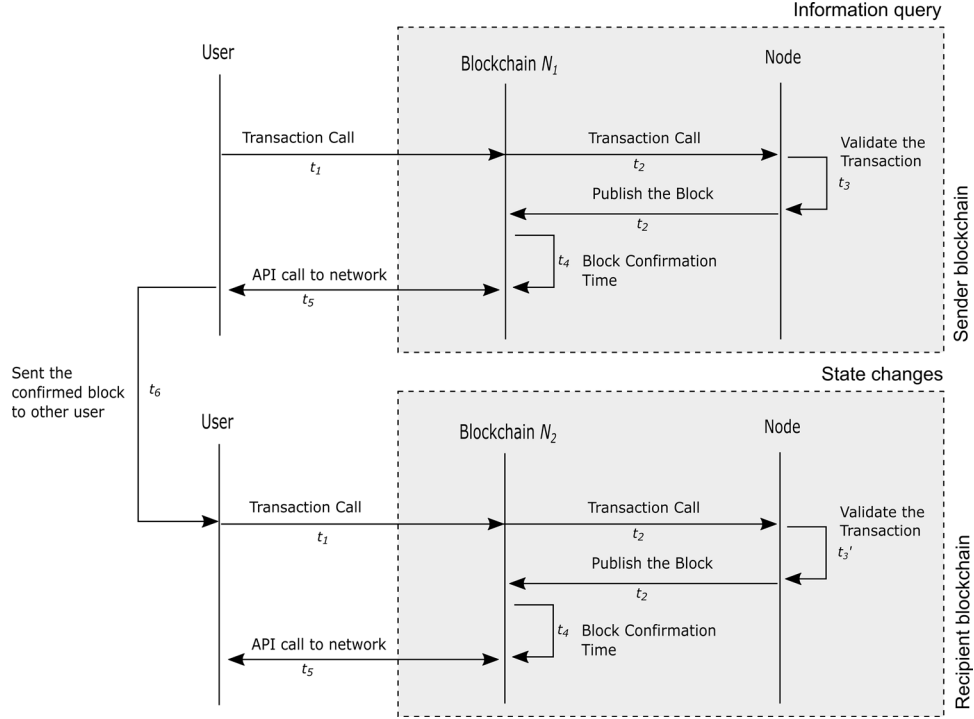 Information query
User
Blockchain N1
Node
Transaction Call
t1
Transaction Call
t2
Validate the
Transaction
t3
Publish the Block
t2
t4
Block Confirmation
Time
API call to network
t5
Sender blockchain
Sent the
confirmed block
to other user
t6
State changes
User
Blockchain N2
Node
Transaction Call
t1
Transaction Call
t2
Validate the
Transaction
t3'
Publish the Block
t2
t4
Block Confirmation
Time
API call to network
t5
Recipient blockchain